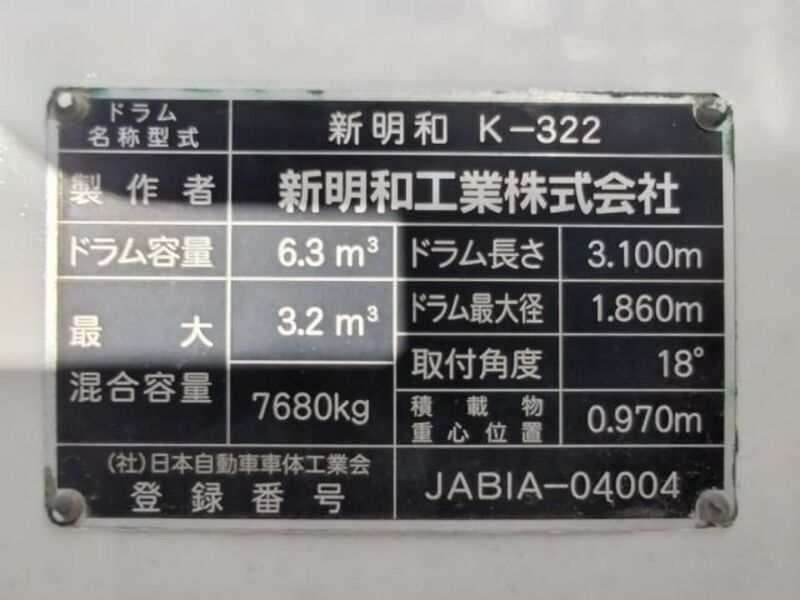 ドラム
名称型式
新明和 K-322
製作者
新明和工業株式会社
ドラム容量
6.3 m³
ドラム長さ
3.100m
最大
混合容量
3.2 m³
7680kg
ドラム最大径
1.860m
取付角度
18°
積載物
重心位置
0.970m
(社)日本自動車車体工業会
登録番号
JABIA-04004